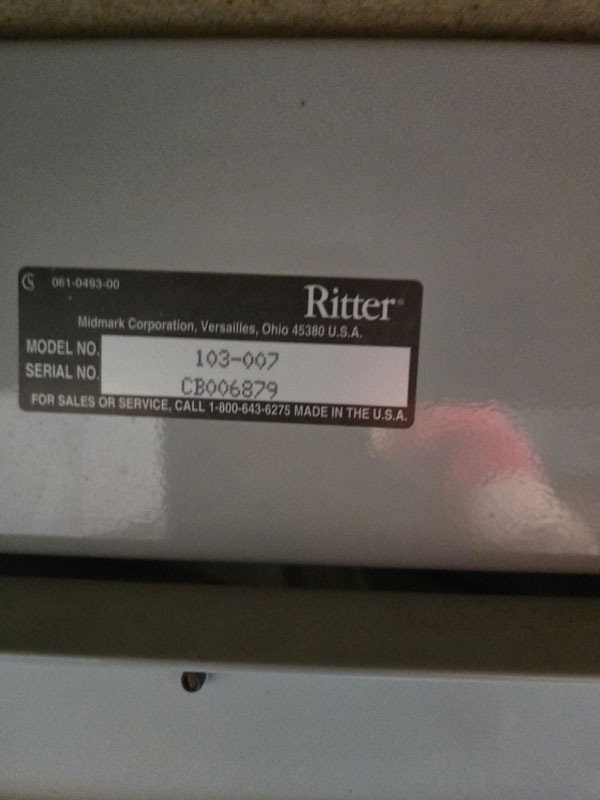 061-0493-00
Ritter®
Midmark Corporation, Versailles, Ohio 45380 U.S.A.
MODEL NO. 103-007
SERIAL NO. CB006879
FOR SALES OR SERVICE, CALL 1-800-643-6275 MADE IN THE U.S.A.